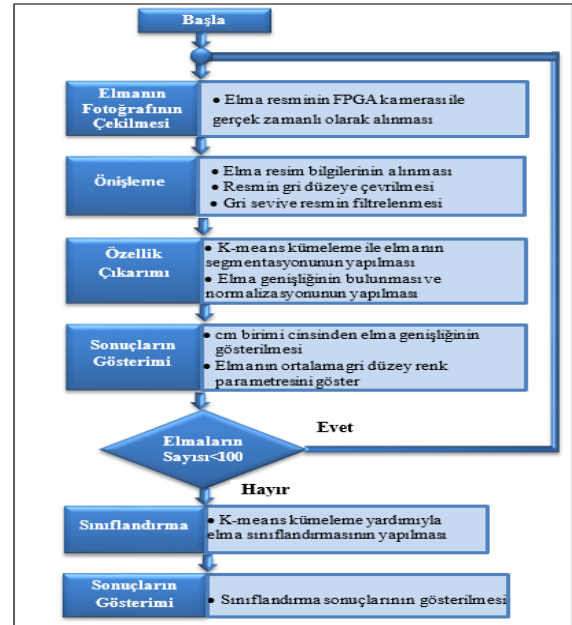 Başla
Elmanın
Fotoğrafının
Çekilmesi
• Elma resminin FPGA kamerası ile
gerçek zamanlı olarak alınması
Önişleme
• Elma resim bilgilerinin alınması
• Resmin gri düzeye çevrilmesi
• Gri seviye resmin filtrelenmesi
Özellik
Çıkarımı
• K-means kümeleme ile elmanın
segmentasyonunun yapılması
• Elma genişliğinin bulunması ve
normalizasyonunun yapılması
Sonuçların
Gösterimi
• cm birimi cinsinden elma genişliğinin
gösterilmesi
• Elmanın ortalama gri düzey renk
parametresini göster
Elmaların
Sayısı<100
Evet
Hayır
Sınıflandırma
• K-means kümeleme yardımıyla
elma sınıflandırmasının yapılması
Sonuçların
Gösterimi
• Sınıflandırma sonuçlarının gösterilmesi